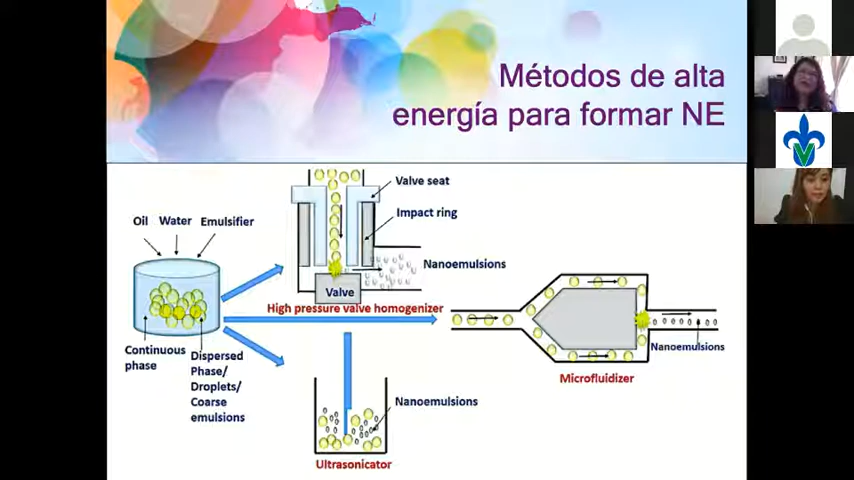 Métodos de alta
energía para formar NE
Oil Water Emulsifier
Continuous
phase
Dispersed
Phase/
Droplets/
Coarse
emulsions
Valve seat
Impact ring
Nanoemulsions
Valve
High pressure valve homogenizer
Nanoemulsions
Microfluidizer
Nanoemulsions
Ultrasonicator